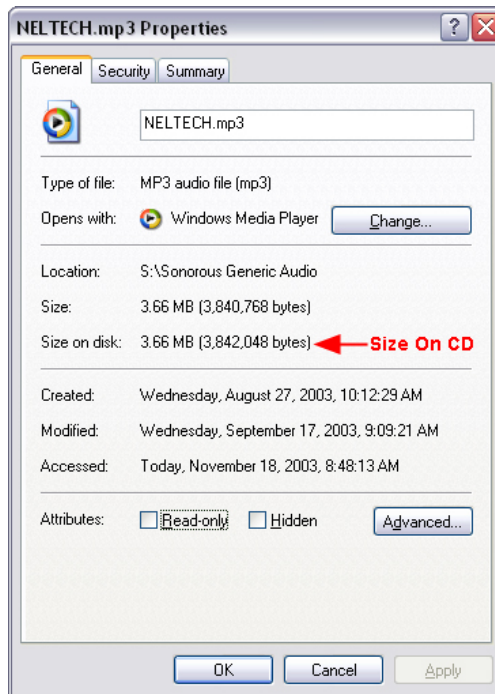 NELTECH.mp3 Properties
General Security Summary
NELTECH.mp3
Type of file: MP3 audio file (mp3)
Opens with: Windows Media Player Change...
Location: S:\Sonorous Generic Audio
Size: 3.66 MB (3,840,768 bytes)
Size on disk: 3.66 MB (3,842,048 bytes) Size On CD
Created: Wednesday, August 27, 2003, 10:12:29 AM
Modified: Wednesday, September 17, 2003, 9:09:21 AM
Accessed: Today, November 18, 2003, 8:48:13 AM
Attributes: Read-only Hidden Advanced...
OK Cancel Apply